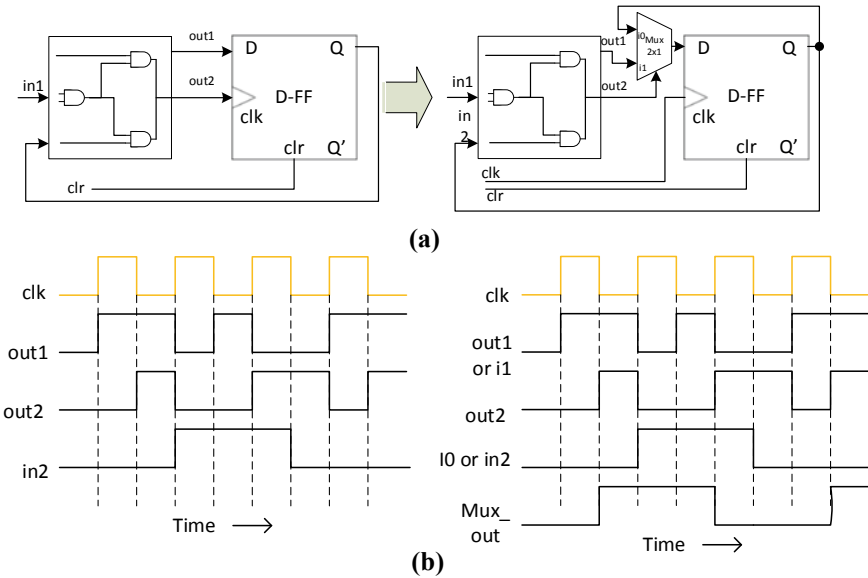 out1
D
Q
in1
out2
D-FF
clk
clr
Q’
clr
i0
Mux
2x1
out1
i1
D
Q
in1
out2
in
2
D-FF
clk
clr
Q’
clk
clr
(a)
clk
out1
out2
in2
Time
clk
out1
or i1
out2
I0 or in2
Mux_
out
Time
(b)